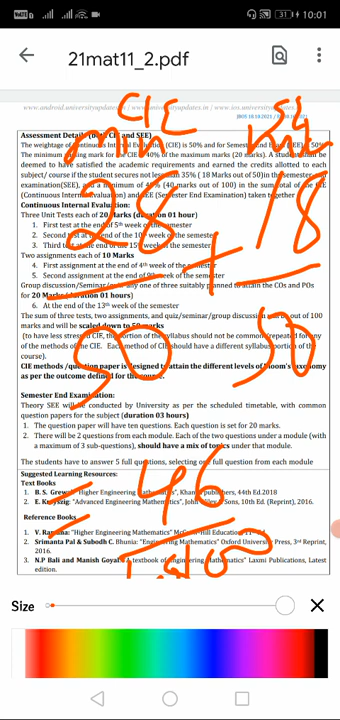 10:01
21mat11_2.pdf
CIE
Assessment Details (both CIE and SEE)
The weightage of Continuous Internal Evaluation (CIE) is 50% and for Semester End Exam (SEE) is 50%
The minimum passing mark for the CIE is 40% of the maximum marks (20 marks). A student
deemed to have satisfied the academic requirements and earned the credits allotted to each
subject/ course if the student secures not less than 35% ( 18 Marks out of 50)in the semester-end
examination(SEE), and a minimum of 40% (40 marks out of 100) in the sum total of the CIE
(Continuous Internal Evaluation) and SEE (Semester End Examination) taken together
28 + 18
Continuous Internal Evaluation:
Three Unit Tests each of 20 Marks (duration 01 hour)
1. First test at the end of 5th week of the semester
2. Second test at the end of the 10th week of the semester
3. Third test at the end of the 15th week of the semester
Two assignments each of 10 Marks
4. First assignment at the end of 4th week of the semester
5. Second assignment at the end of 9th week of the semester
Group discussion/Seminar/quiz any one of three suitably planned to attain the COs and POs
for 20 Marks (duration 01 hours)
6. At the end of the 13th week of the semester
The sum of three tests, two assignments, and quiz/seminar/group discussion will be out of 100
marks and will be scaled down to 50 marks
(to have less stressed CIE, the portion of the syllabus should not be common /repeated for any
of the methods of the CIE. Each method of CIE should have a different syllabus portion of the
course).
50 50
CIE methods /question paper is designed to attain the different levels of Bloom's taxonomy
as per the outcome defined for the course.
Semester End Examination:
Theory SEE will be conducted by University as per the scheduled timetable, with common
question papers for the subject (duration 03 hours)
1. The question paper will have ten questions. Each question is set for 20 marks.
2. There will be 2 questions from each module. Each of the two questions under a module (with
a maximum of 3 sub-questions), should have a mix of topics under that module.
The students have to answer 5 full questions, selecting one full question from each module
Suggested Learning Resources:
Text Books
= 46
1. B. S. Grewal: "Higher Engineering Mathematics", Khanna publishers, 44th Ed.2018
2. E. Kreyszig: "Advanced Engineering Mathematics", John Wiley & Sons, 10th Ed. (Reprint), 2016.
Reference Books
1. V. Ramana: "Higher Engineering Mathematics" McGraw-Hill Education, 11th Ed.
2. Srimanta Pal & Subodh C. Bhunia: "Engineering Mathematics" Oxford University Press, 3rd Reprint,
2016.
3. N.P Bali and Manish Goyal: A textbook of Engineering Mathematics" Laxmi Publications, Latest
edition.
100
Size